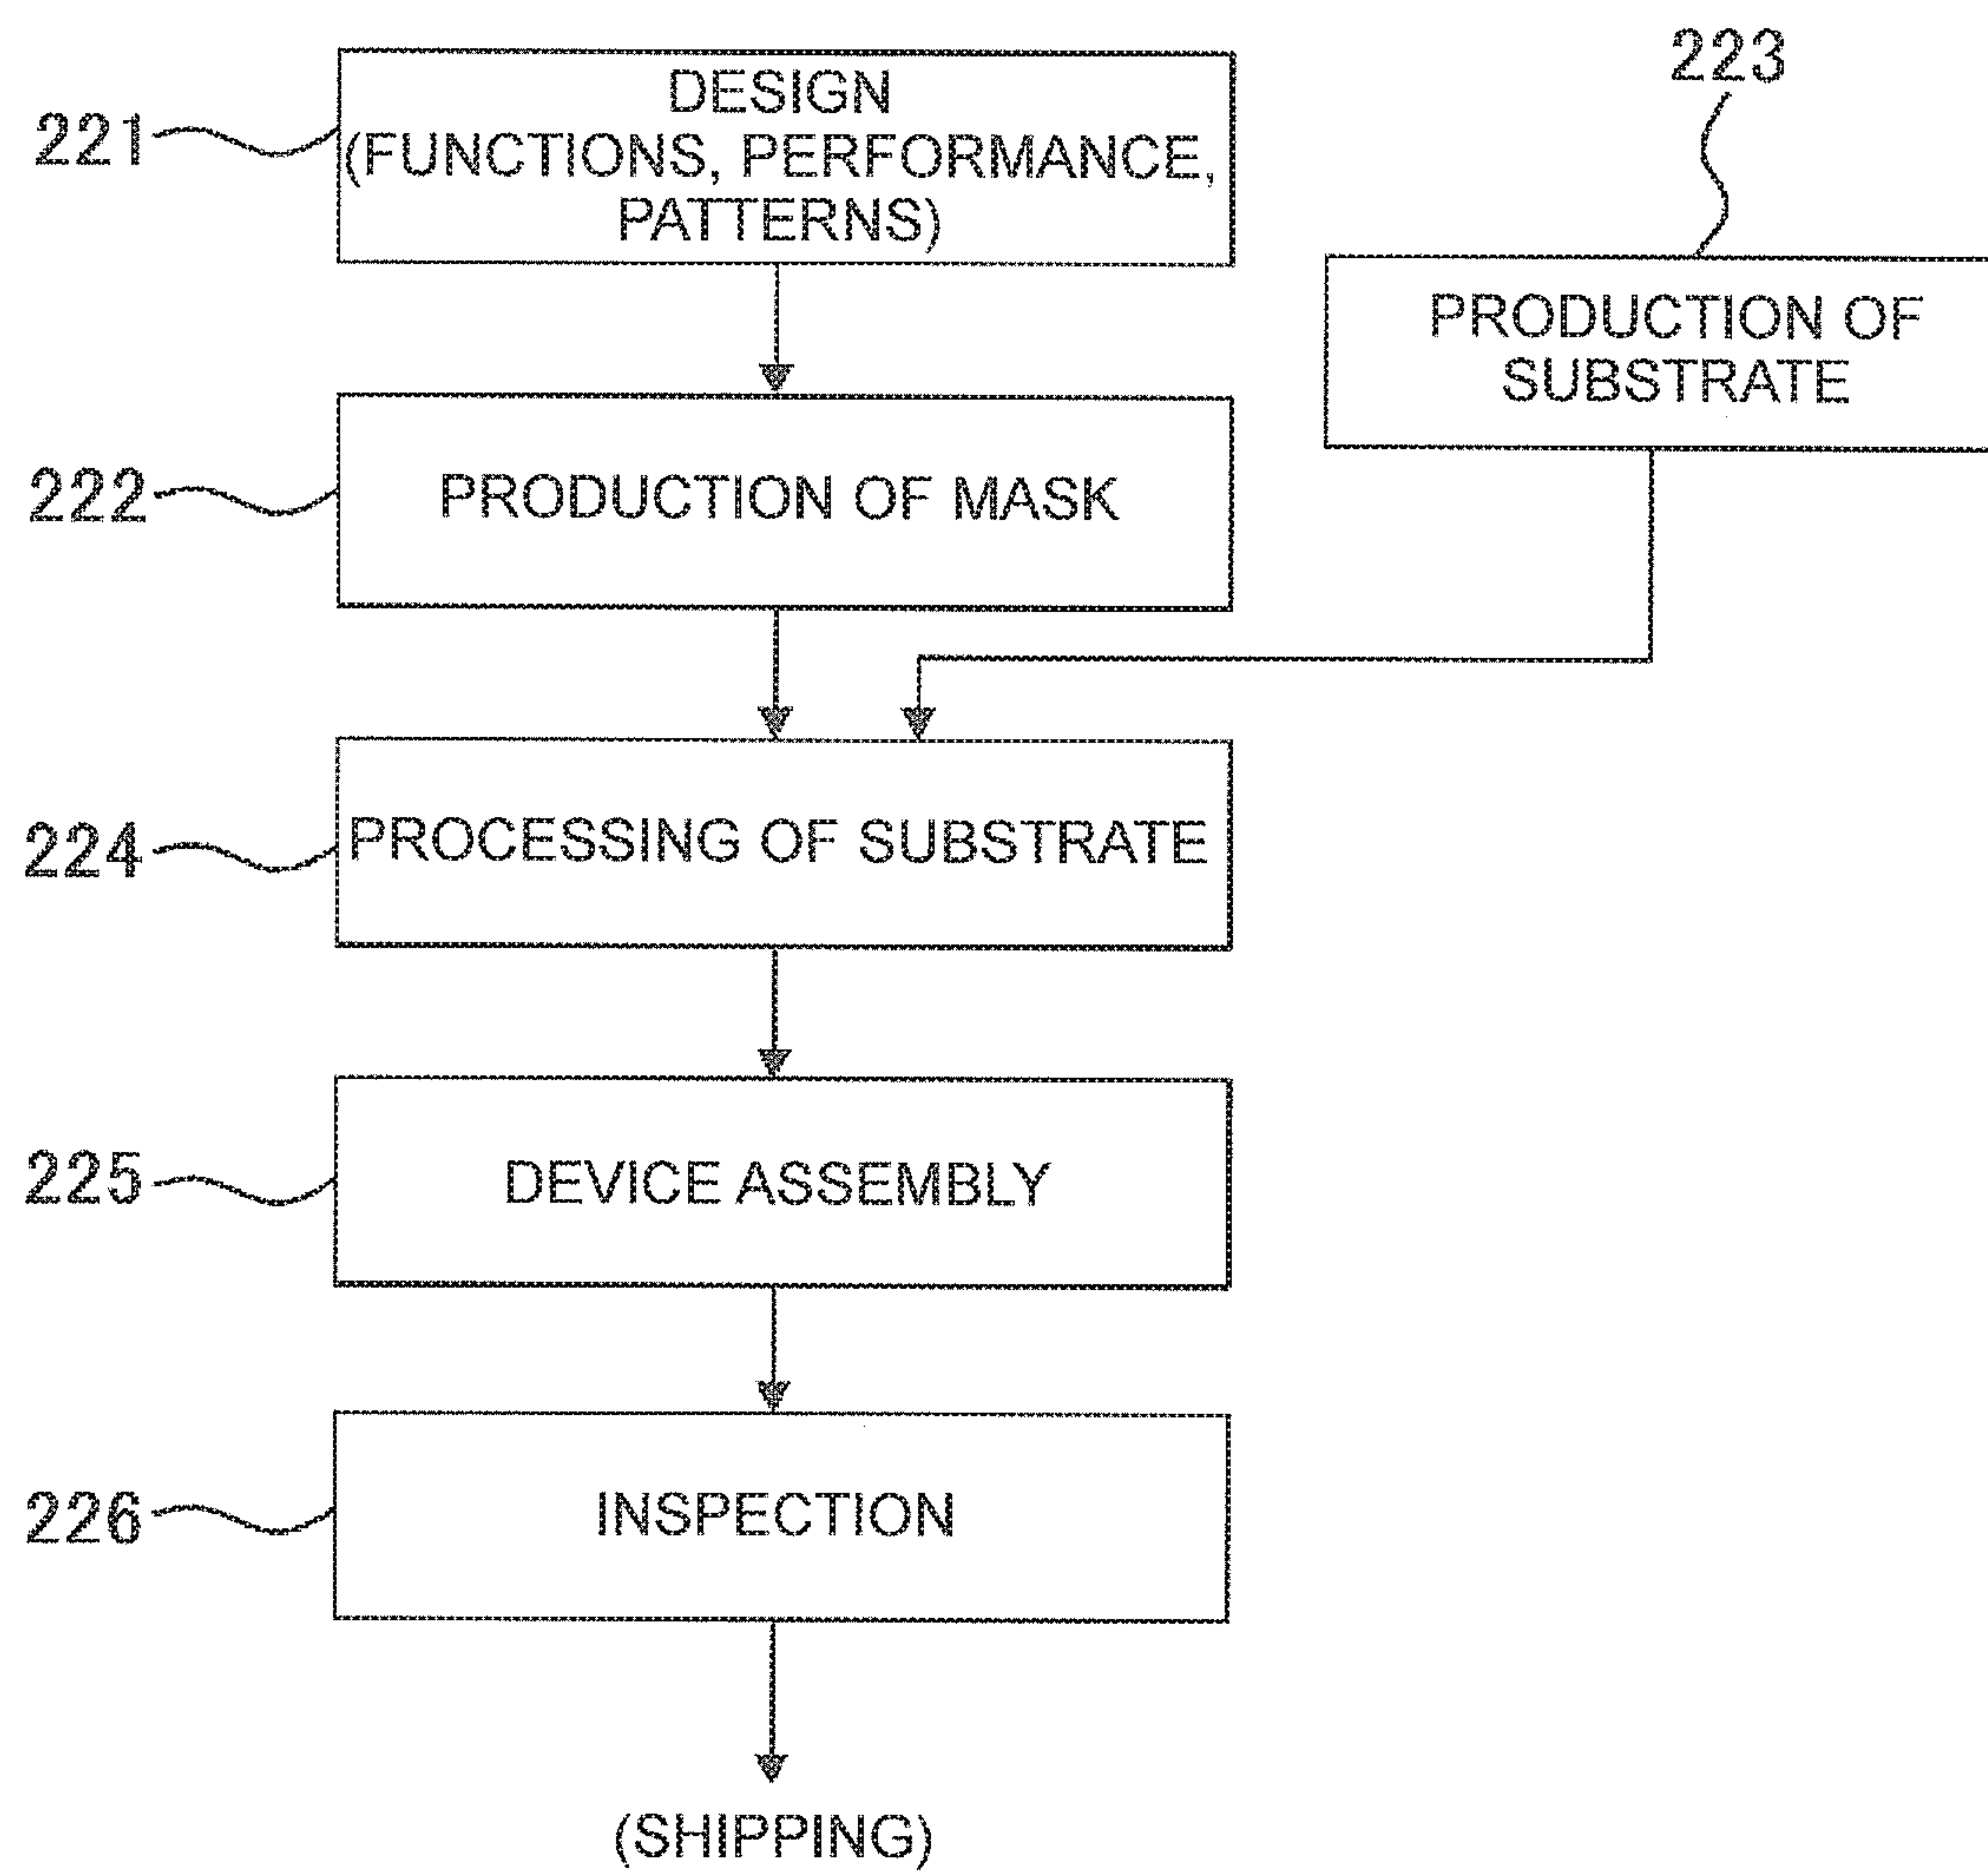 221
DESIGN
(FUNCTIONS, PERFORMANCE,
PATTERNS)
223
PRODUCTION OF
SUBSTRATE
222
PRODUCTION OF MASK
224
PROCESSING OF SUBSTRATE
225
DEVICE ASSEMBLY
226
INSPECTION
(SHIPPING)